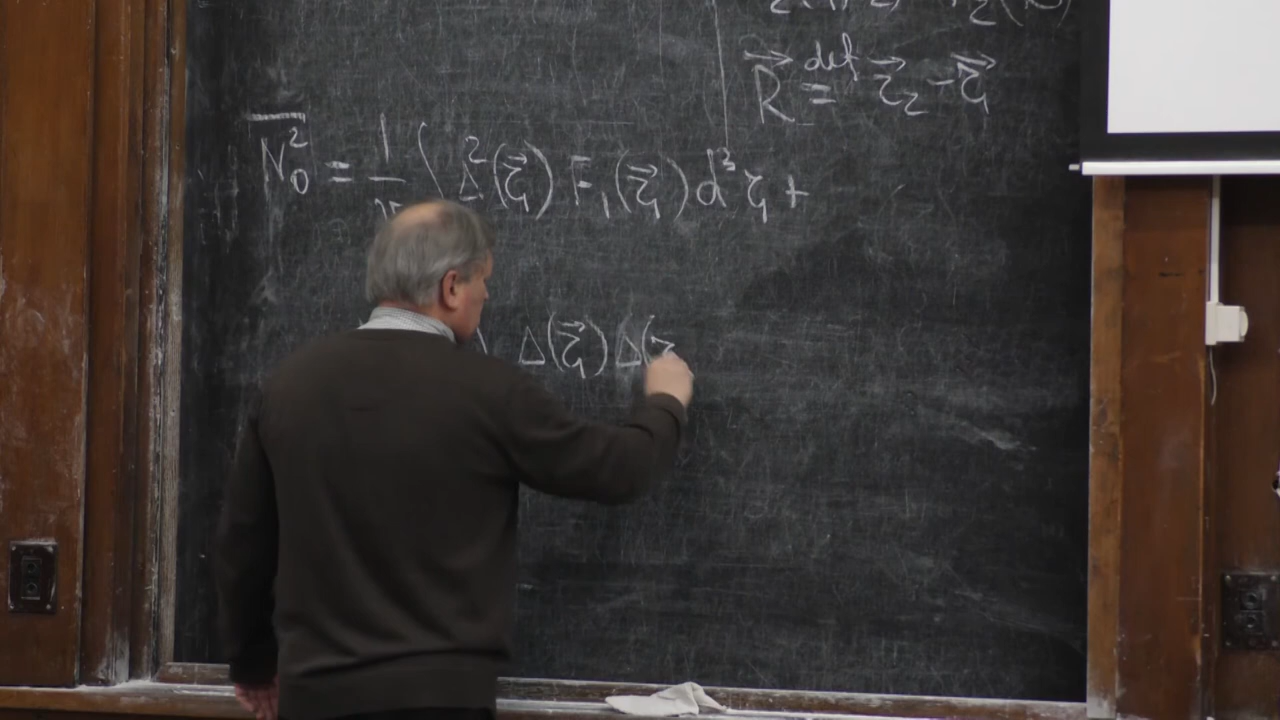 R⃗ def= r⃗₂ - r⃗₁
N₀² = 1 ∫ Δ²(r⃗₁) F₁(r⃗₁) d³r₁ +
Δ(r⃗₁) Δ(r⃗